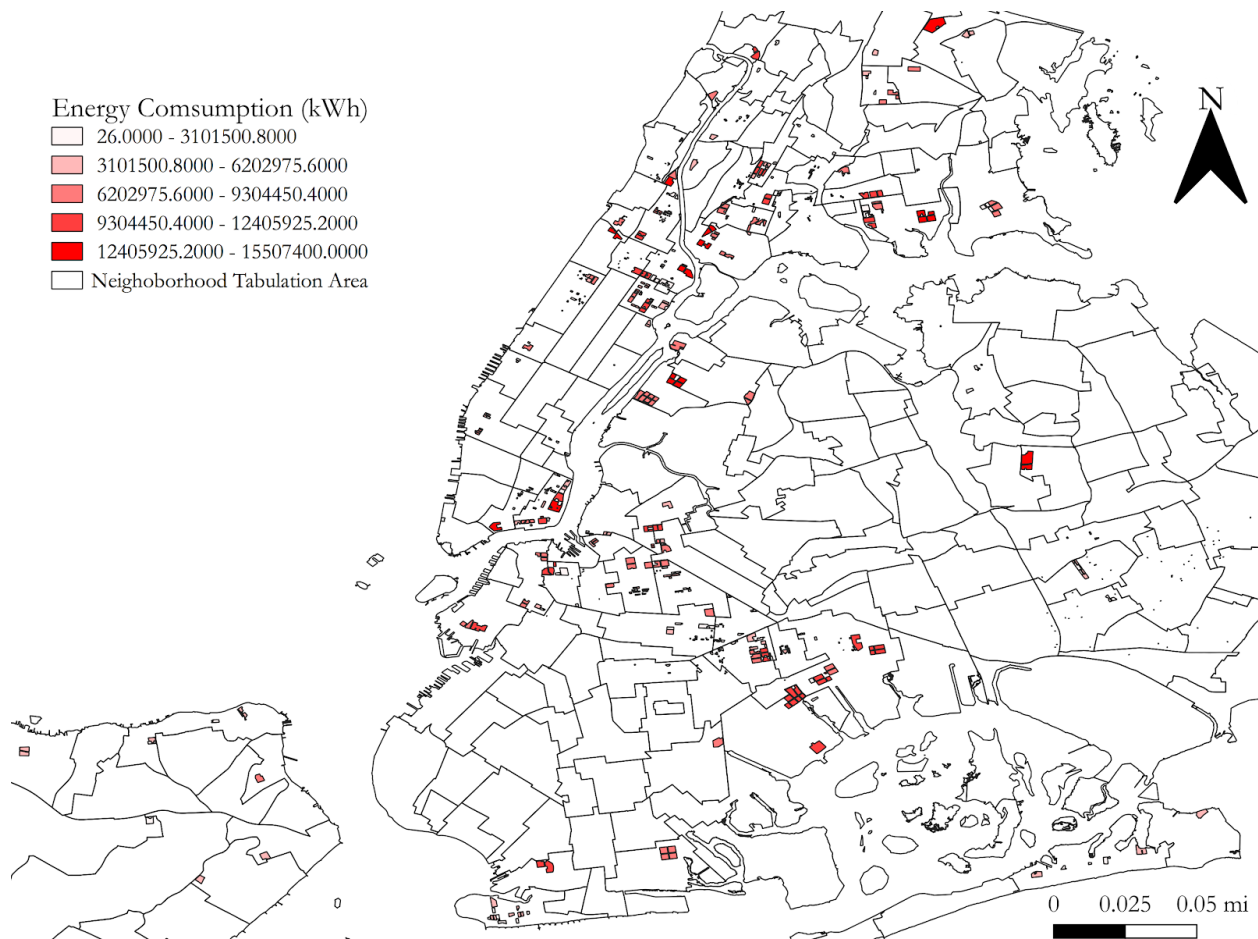 Energy Comsumption (kWh)
26.0000 - 3101500.8000
3101500.8000 - 6202975.6000
6202975.6000 - 9304450.4000
9304450.4000 - 12405925.2000
12405925.2000 - 15507400.0000
Neighoborhood Tabulation Area
N
0 0.025 0.05 mi